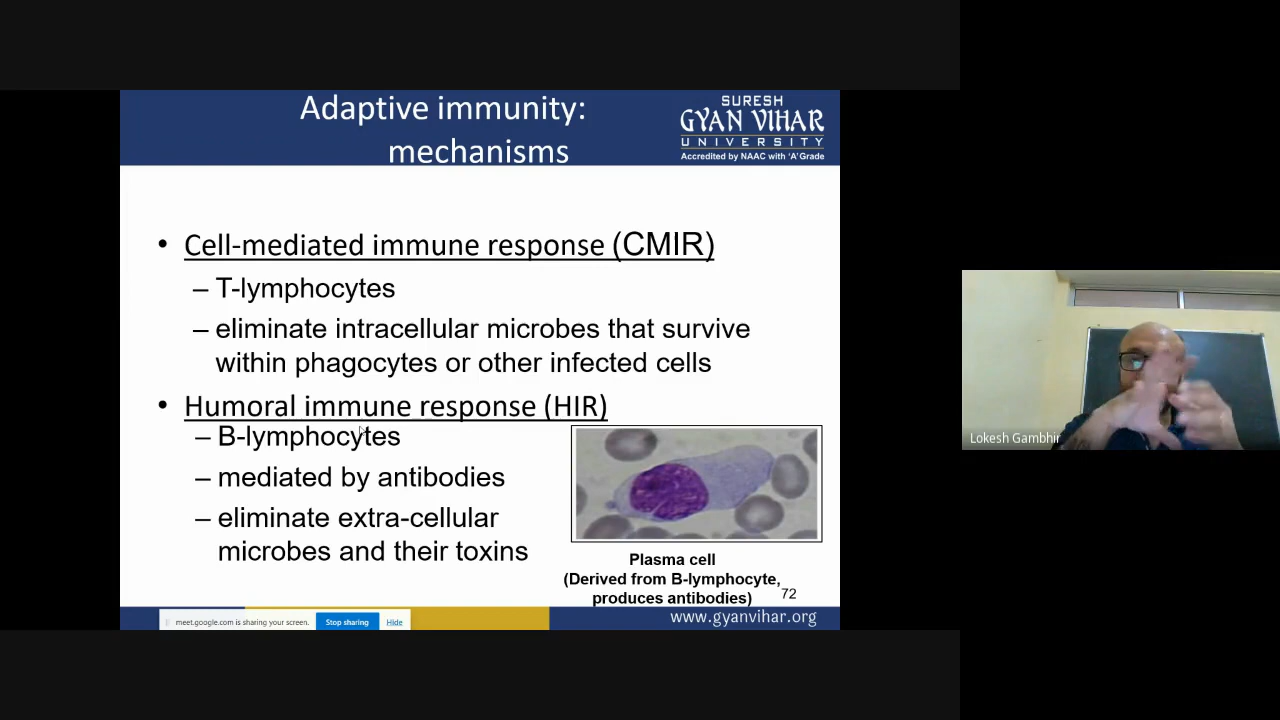 Adaptive immunity:
mechanisms
SURESH
GYAN VIHAR
UNIVERSITY
Accredited by NAAC with 'A' Grade
• Cell-mediated immune response (CMIR)
– T-lymphocytes
– eliminate intracellular microbes that survive
within phagocytes or other infected cells
• Humoral immune response (HIR)
– B-lymphocytes
– mediated by antibodies
– eliminate extra-cellular
microbes and their toxins
Plasma cell
(Derived from B-lymphocyte,
produces antibodies)
72
meet.google.com is sharing your screen. Stop sharing Hide
www.gyanvihar.org
Lokesh Gambhir